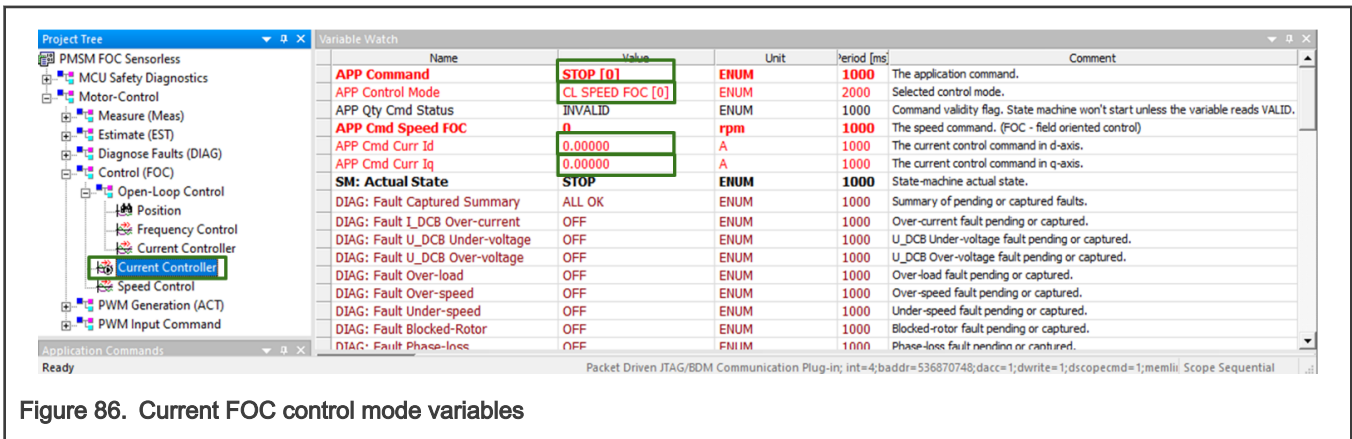 Project Tree
PMSM FOC Sensorless
MCU Safety Diagnostics
Motor-Control
Measure (Meas)
Estimate (EST)
Diagnose Faults (DIAG)
Control (FOC)
Open-Loop Control
Position
Frequency Control
Current Controller
Current Controller
Speed Control
PWM Generation (ACT)
PWM Input Command
Application Commands
Variable Watch
Name Value Unit Period [ms] Comment
APP Command STOP [0] ENUM 1000 The application command.
APP Control Mode CL SPEED FOC [0] ENUM 2000 Selected control mode.
APP Qty Cmd Status INVALID ENUM 1000 Command validity flag. State machine won't start unless the variable reads VALID.
APP Cmd Speed FOC 0 rpm 1000 The speed command. (FOC - field oriented control)
APP Cmd Curr Id 0.00000 A 1000 The current control command in d-axis.
APP Cmd Curr Iq 0.00000 A 1000 The current control command in q-axis.
SM: Actual State STOP ENUM 1000 State-machine actual state.
DIAG: Fault Captured Summary ALL OK ENUM 1000 Summary of pending or captured faults.
DIAG: Fault I_DCB Over-current OFF ENUM 1000 Over-current fault pending or captured.
DIAG: Fault U_DCB Under-voltage OFF ENUM 1000 U_DCB Under-voltage fault pending or captured.
DIAG: Fault U_DCB Over-voltage OFF ENUM 1000 U_DCB Over-voltage fault pending or captured.
DIAG: Fault Over-load OFF ENUM 1000 Over-load fault pending or captured.
DIAG: Fault Over-speed OFF ENUM 1000 Over-speed fault pending or captured.
DIAG: Fault Under-speed OFF ENUM 1000 Under-speed fault pending or captured.
DIAG: Fault Blocked-Rotor OFF ENUM 1000 Blocked-rotor fault pending or captured.
DIAG: Fault Phase-loss OFF ENUM 1000 Phase-loss fault pending or captured.
Ready Packet Driven JTAG/BDM Communication Plug-in; int=4;baddr=536870748;dacc=1;dwrite=1;dscopecmd=1;memlii Scope Sequential
Figure 86. Current FOC control mode variables